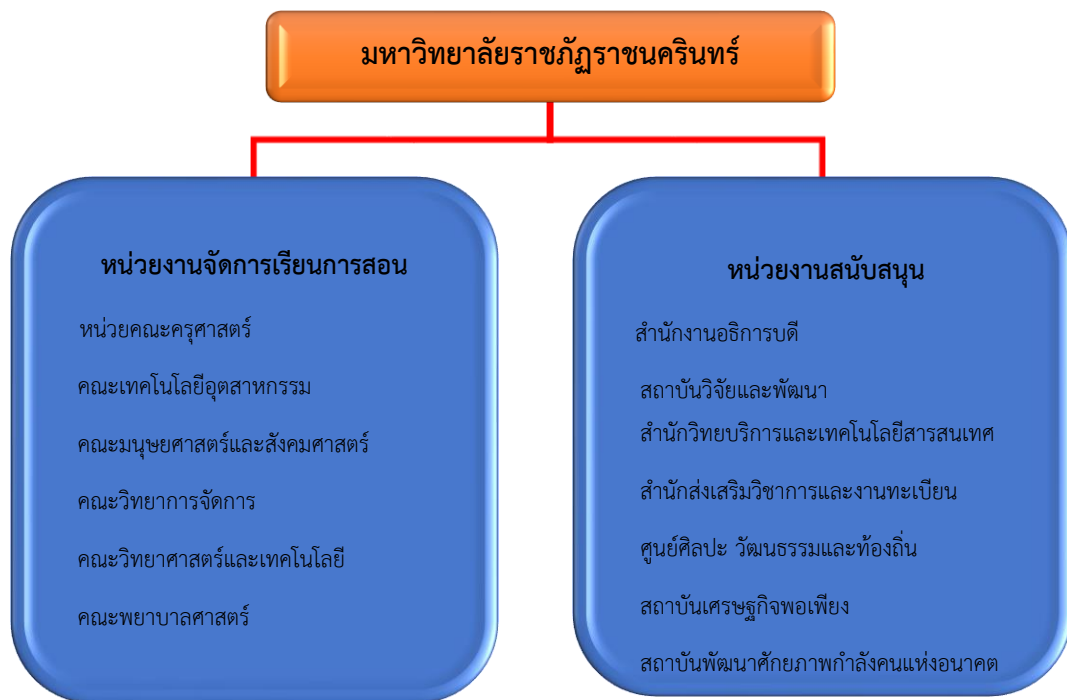 มหาวิทยาลัยราชภัฏราชนครินทร์
หน่วยงานจัดการเรียนการสอน
หน่วยคณะครุศาสตร์
คณะเทคโนโลยีอุตสาหกรรม
คณะมนุษยศาสตร์และสังคมศาสตร์
คณะวิทยาการจัดการ
คณะวิทยาศาสตร์และเทคโนโลยี
คณะพยาบาลศาสตร์
หน่วยงานสนับสนุน
สำนักงานอธิการบดี
สถาบันวิจัยและพัฒนา
สำนักวิทยบริการและเทคโนโลยีสารสนเทศ
สำนักส่งเสริมวิชาการและงานทะเบียน
ศูนย์ศิลปะ วัฒนธรรมและท้องถิ่น
สถาบันเศรษฐกิจพอเพียง
สถาบันพัฒนาศักยภาพกำลังคนแห่งอนาคต